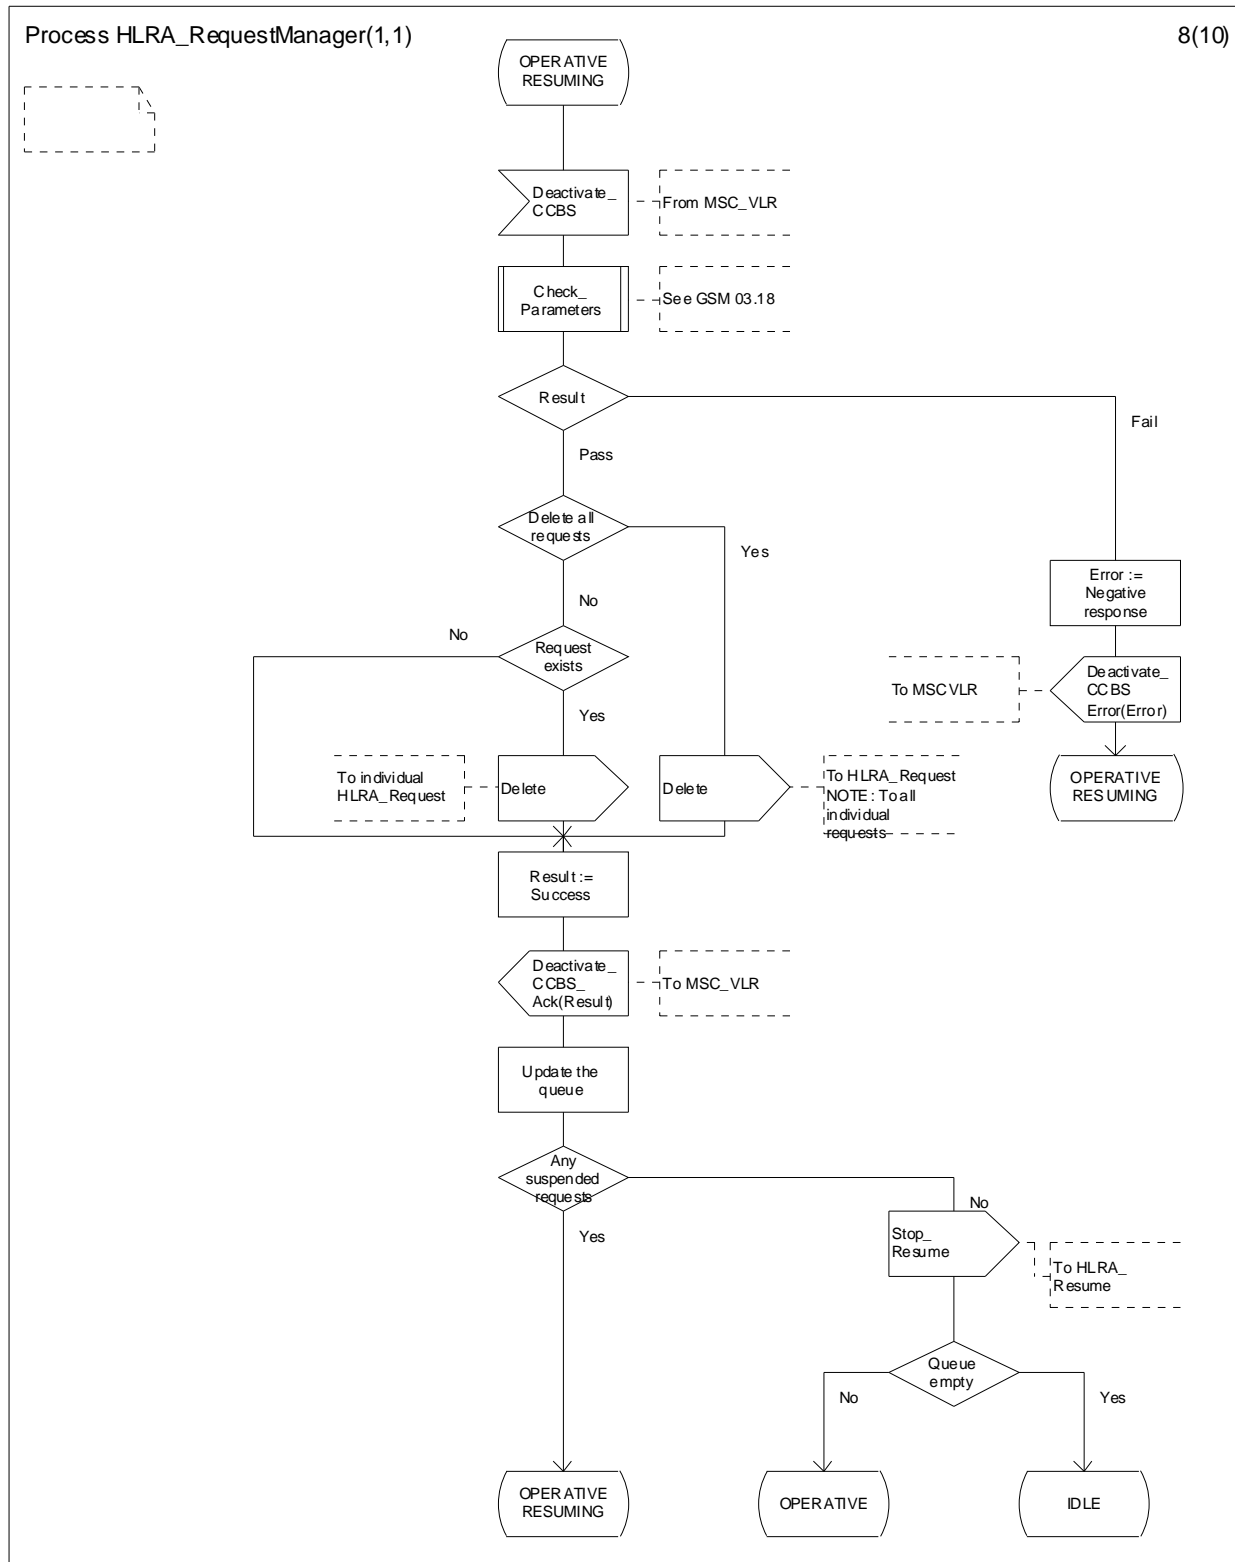 Process HLRA_RequestManager(1,1)
8(10)
OPERATIVE
RESUMING
Deactivate_
CCBS
From MSC_VLR
Check_
Parameters
See GSM 03.18
Result
Fail
Pass
Delete all
requests
Yes
No
Error :=
Negative
response
No
Request
exists
To MSCVLR
Deactivate_
CCBS
Error(Error)
Yes
To individual
HLRA_Request
Delete
Delete
To HLRA_Request
NOTE: To all
individual
requests
OPERATIVE
RESUMING
Result :=
Success
Deactivate_
CCBS_
Ack(Result)
To MSC_VLR
Update the
queue
Any
suspended
requests
No
Yes
Stop_
Resume
To HLRA_
Resume
Queue
empty
No
Yes
OPERATIVE
RESUMING
OPERATIVE
IDLE